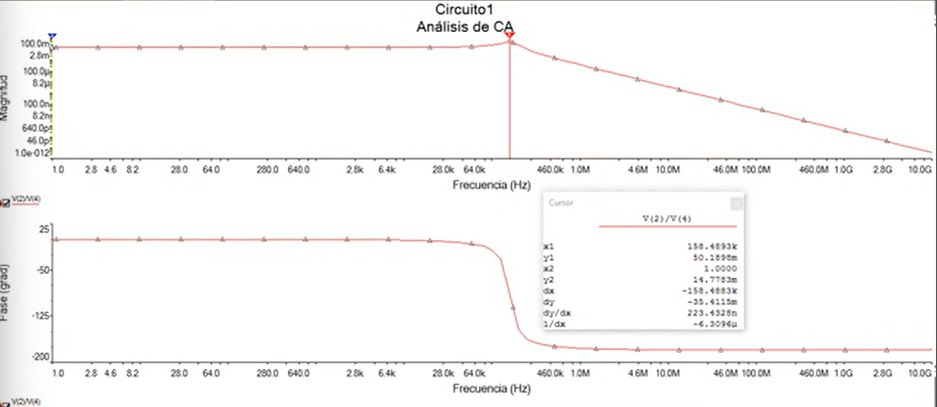 Circuito1
Análisis de CA
Magnitud
100.0m
2.8m
100.0µ
8.2µ
100.0n
8.2n
640.0p
46.0p
1.0e-012
1.0 2.8 4.6 8.2 28.0 64.0 280.0 640.0 2.8k 6.4k 28.0k 64.0k 460.0k 1.0M 4.6M 10.0M 46.0M 100.0M 460.0M 1.0G 2.8G 10.0G
Frecuencia (Hz)
V(2)/V(4)
Cursor
V(2)/V(4)
x1 158.4893k
y1 50.1898m
x2 1.0000
y2 14.7783m
dx -158.4883k
dy -35.4115m
dy/dx 223.4328n
1/dx -6.3096µ
Fase (grad)
25
-50
-125
-200
1.0 2.8 4.6 8.2 28.0 64.0 280.0 640.0 2.8k 6.4k 28.0k 64.0k 460.0k 1.0M 4.6M 10.0M 46.0M 100.0M 460.0M 1.0G 2.8G 10.0G
Frecuencia (Hz)
V(2)/V(4)